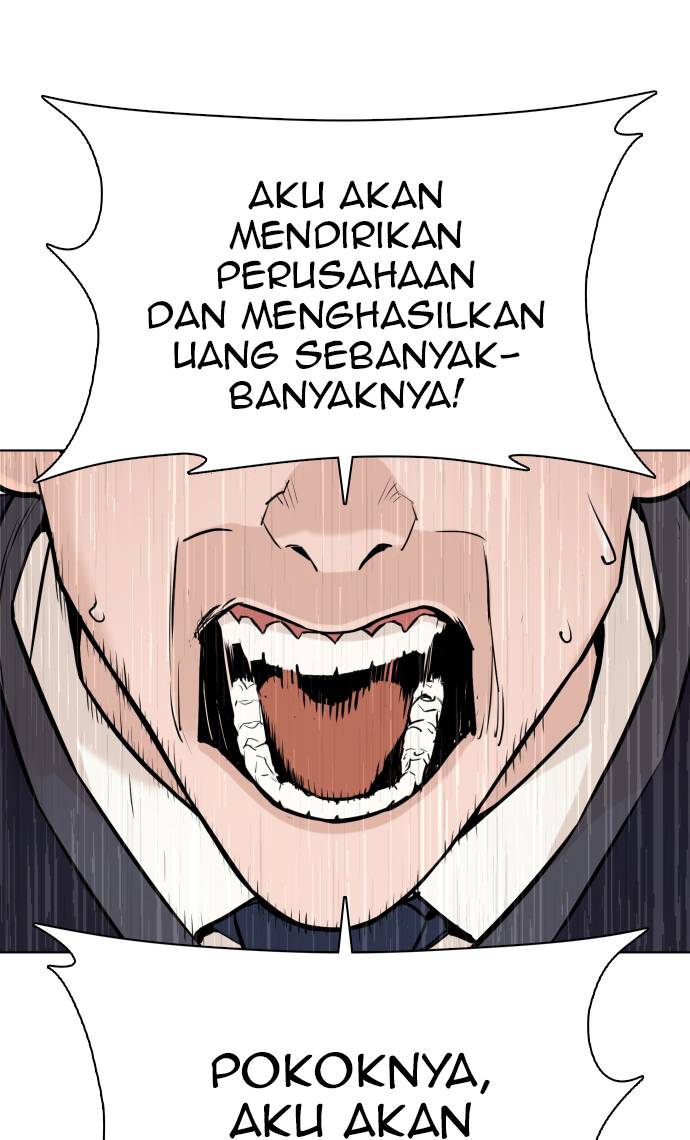 AKU AKAN
MENDIRIKAN
PERUSAHAAN
DAN MENGHASILKAN
UANG SEBANYAK-
BANYAKNYA!
POKOKNYA,
AKU AKAN